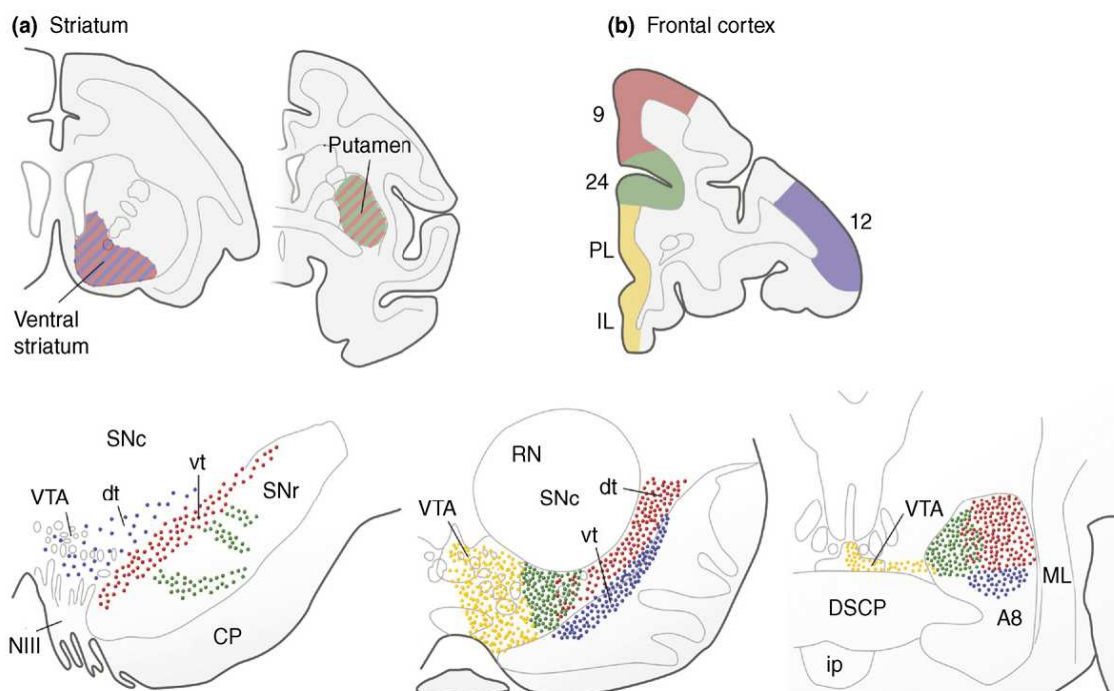 (a) Striatum
(b) Frontal cortex
Putamen
Ventral
striatum
9
24
PL
IL
12
SNc
vt
VTA
dt
SNr
NIII
CP
RN
SNc
dt
VTA
vt
VTA
DSCP
ML
A8
ip